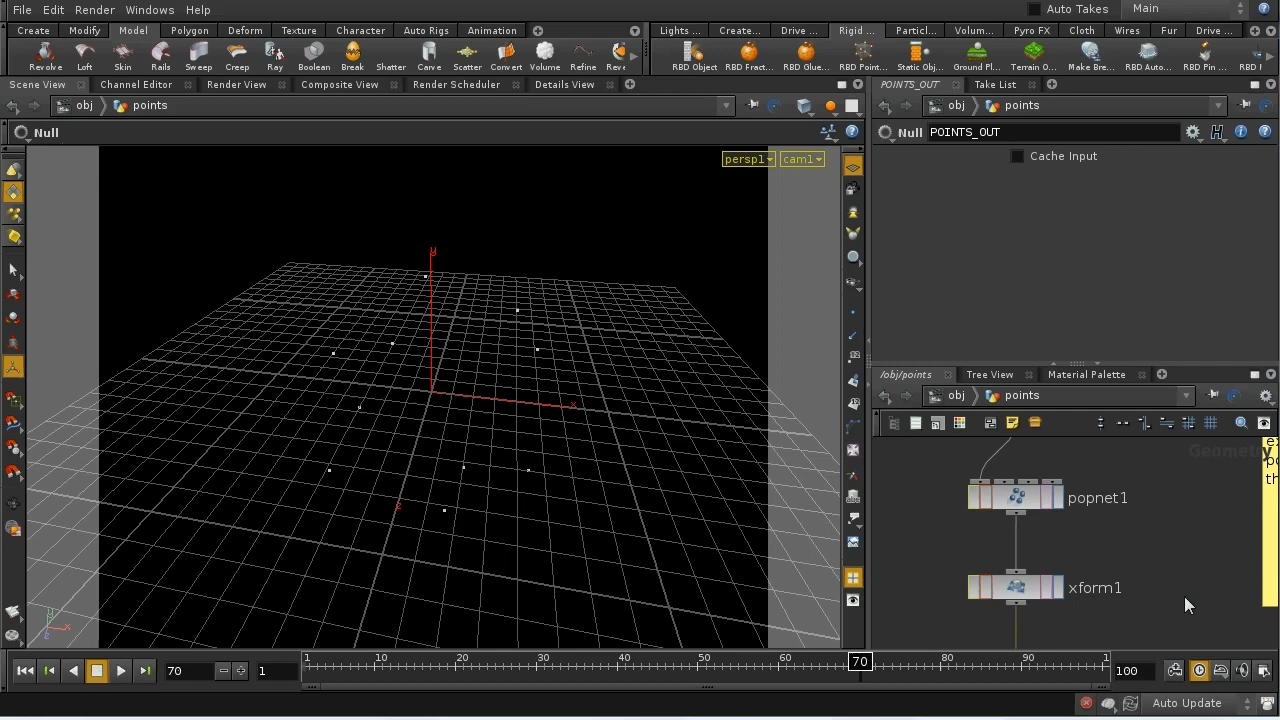 File Edit Render Windows Help Auto Takes Main
Create Modify Model Polygon Deform Texture Character Auto Rigs Animation Lights ... Create... Drive ... Rigid ... Particl... Volum... Pyro FX Cloth Wires Fur Drive ...
Revolve Loft Skin Rails Sweep Creep Ray Boolean Break Shatter Carve Scatter Convert Volume Refine RBD Object RBD Fract... RBD Glue... RBD Point... Static Obj... Ground Pl... Terrain O... Make Bre... RBD Auto... RBD Pin ... RBD
Scene View Channel Editor Render View Composite View Render Scheduler Details View POINTS_OUT Take List
obj points obj points
Null Null POINTS_OUT
Cache Input
persp1 cam1
y
x
z
/obj/points Tree View Material Palette
obj points
Geometry
popnet1
xform1
70 1 1 10 20 30 40 50 60 70 80 90 1 100
Auto Update